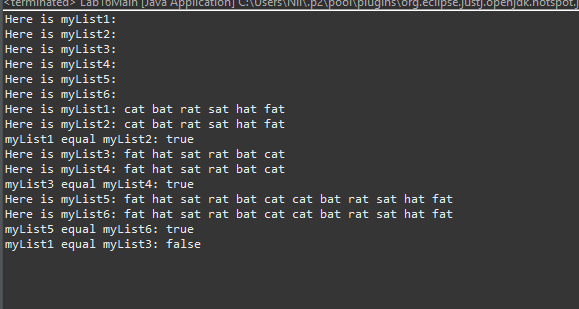 <terminated> Lab10Main [Java Application] C:\Users\Nil\.p2\pool\plugins\org.eclipse.justj.openjdk.hotspot.j
Here is myList1:
Here is myList2:
Here is myList3:
Here is myList4:
Here is myList5:
Here is myList6:
Here is myList1: cat bat rat sat hat fat
Here is myList2: cat bat rat sat hat fat
myList1 equal myList2: true
Here is myList3: fat hat sat rat bat cat
Here is myList4: fat hat sat rat bat cat
myList3 equal myList4: true
Here is myList5: fat hat sat rat bat cat cat bat rat sat hat fat
Here is myList6: fat hat sat rat bat cat cat bat rat sat hat fat
myList5 equal myList6: true
myList1 equal myList3: false